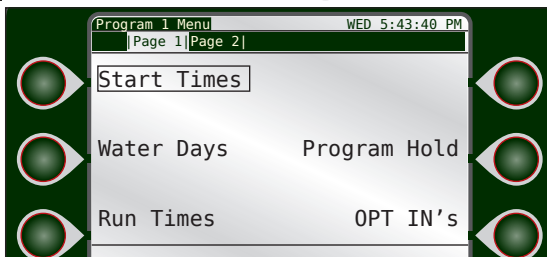 Program 1 Menu WED 5:43:40 PM
|Page 1|Page 2|
Start Times
Water Days Program Hold
Run Times OPT IN's